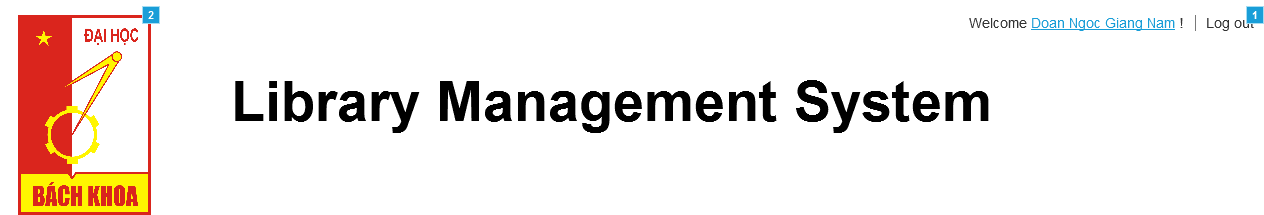 2
1
Welcome Doan Ngoc Giang Nam ! | Log out
ĐẠI HỌC
Library Management System
BÁCH KHOA